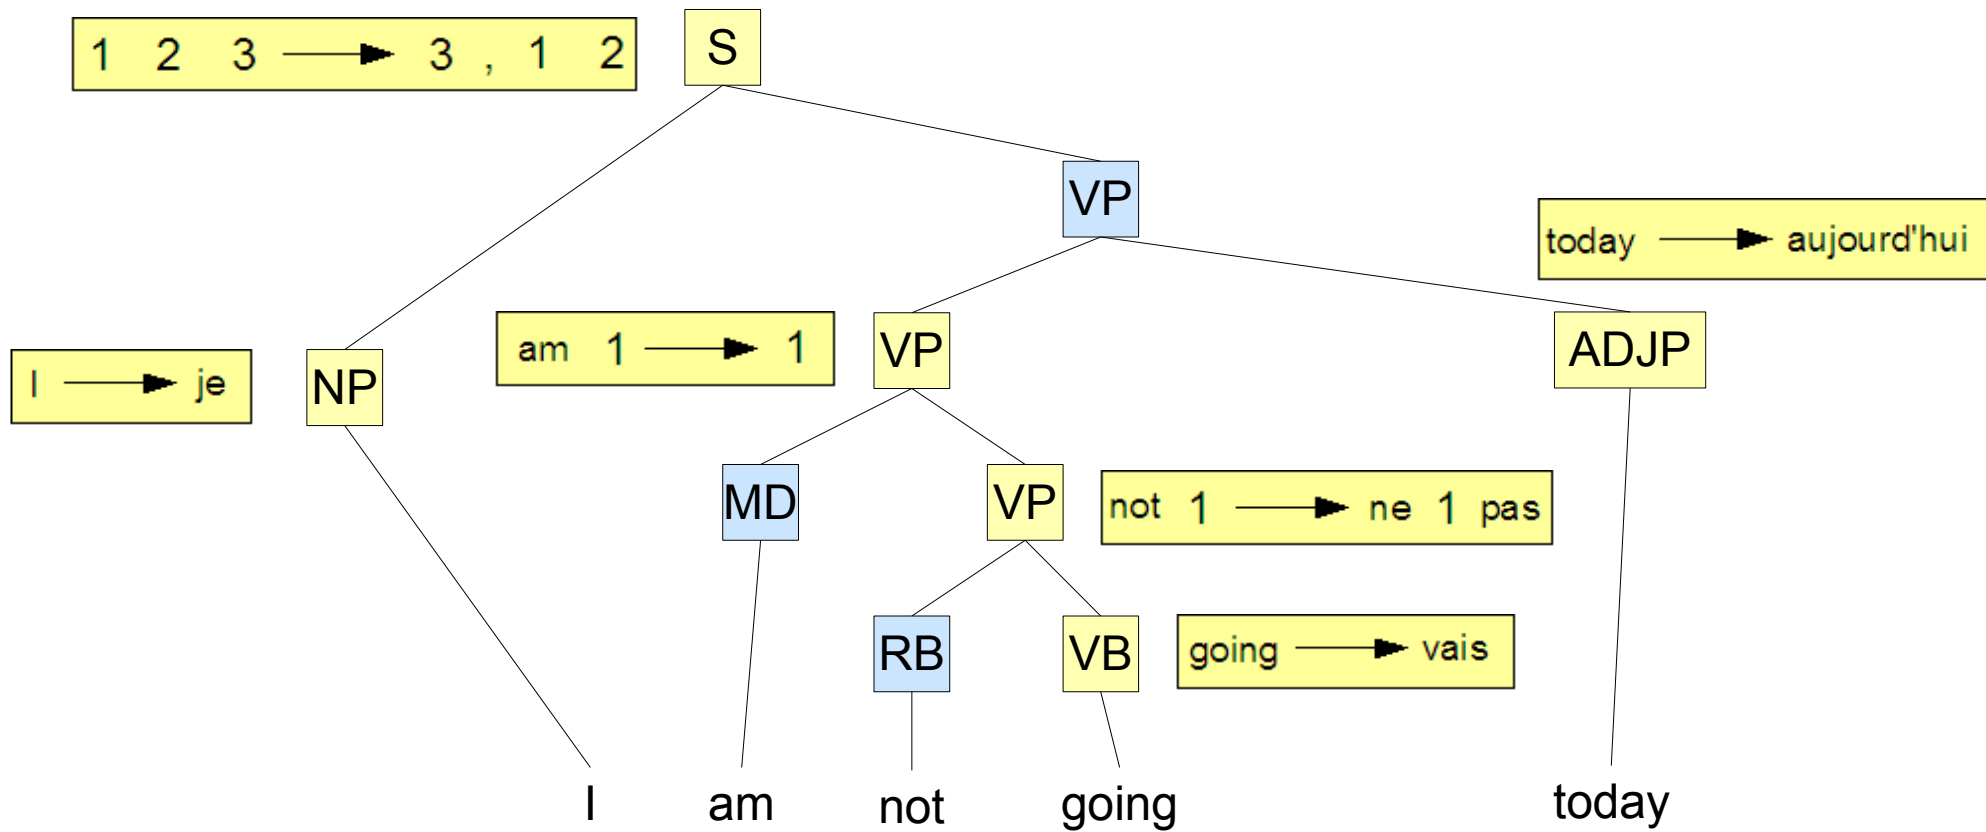 1 2 3 → 3 , 1 2
S
VP
today → aujourd'hui
I → je
NP
am 1 → 1
VP
ADJP
MD
VP
not 1 → ne 1 pas
RB
VB
going → vais
I am not going today